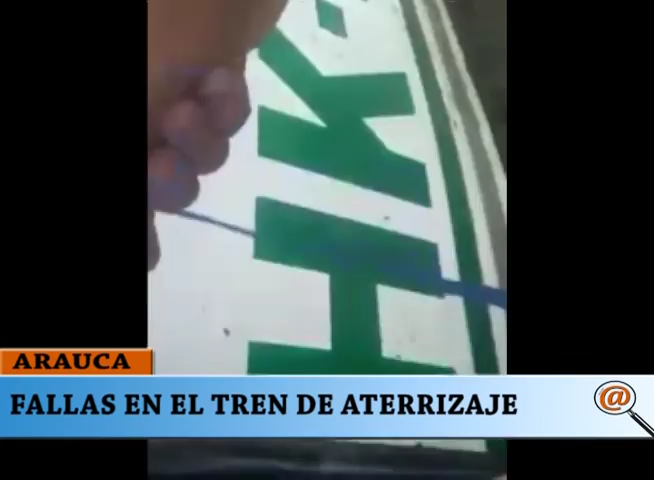 HK-
ARAUCA
FALLAS EN EL TREN DE ATERRIZAJE
@